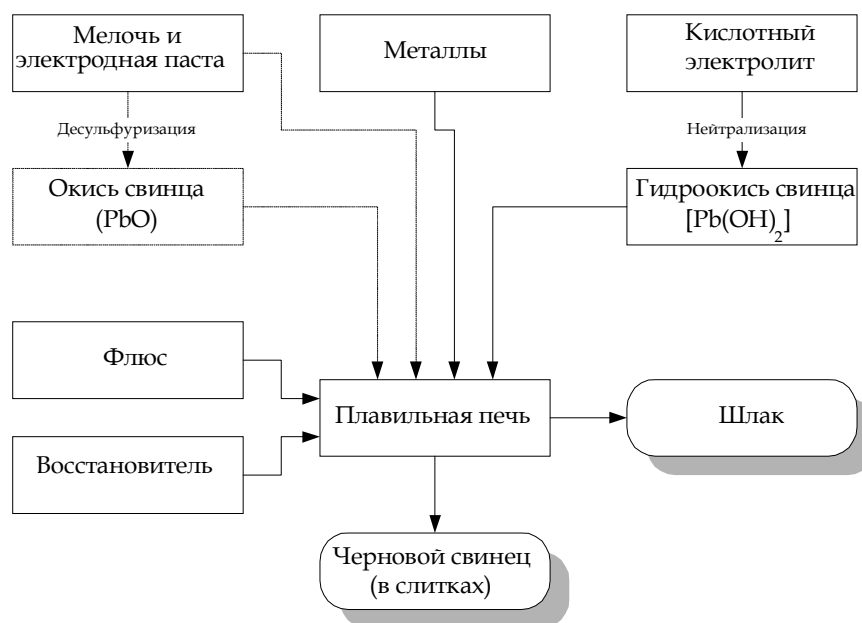 Мелочь и
электродная паста
Металлы
Кислотный
электролит
Десульфуризация
Нейтрализация
Окись свинца
(PbO)
Гидроокись свинца
[Pb(OH)2]
Флюс
Плавильная печь
Шлак
Восстановитель
Черновой свинец
(в слитках)